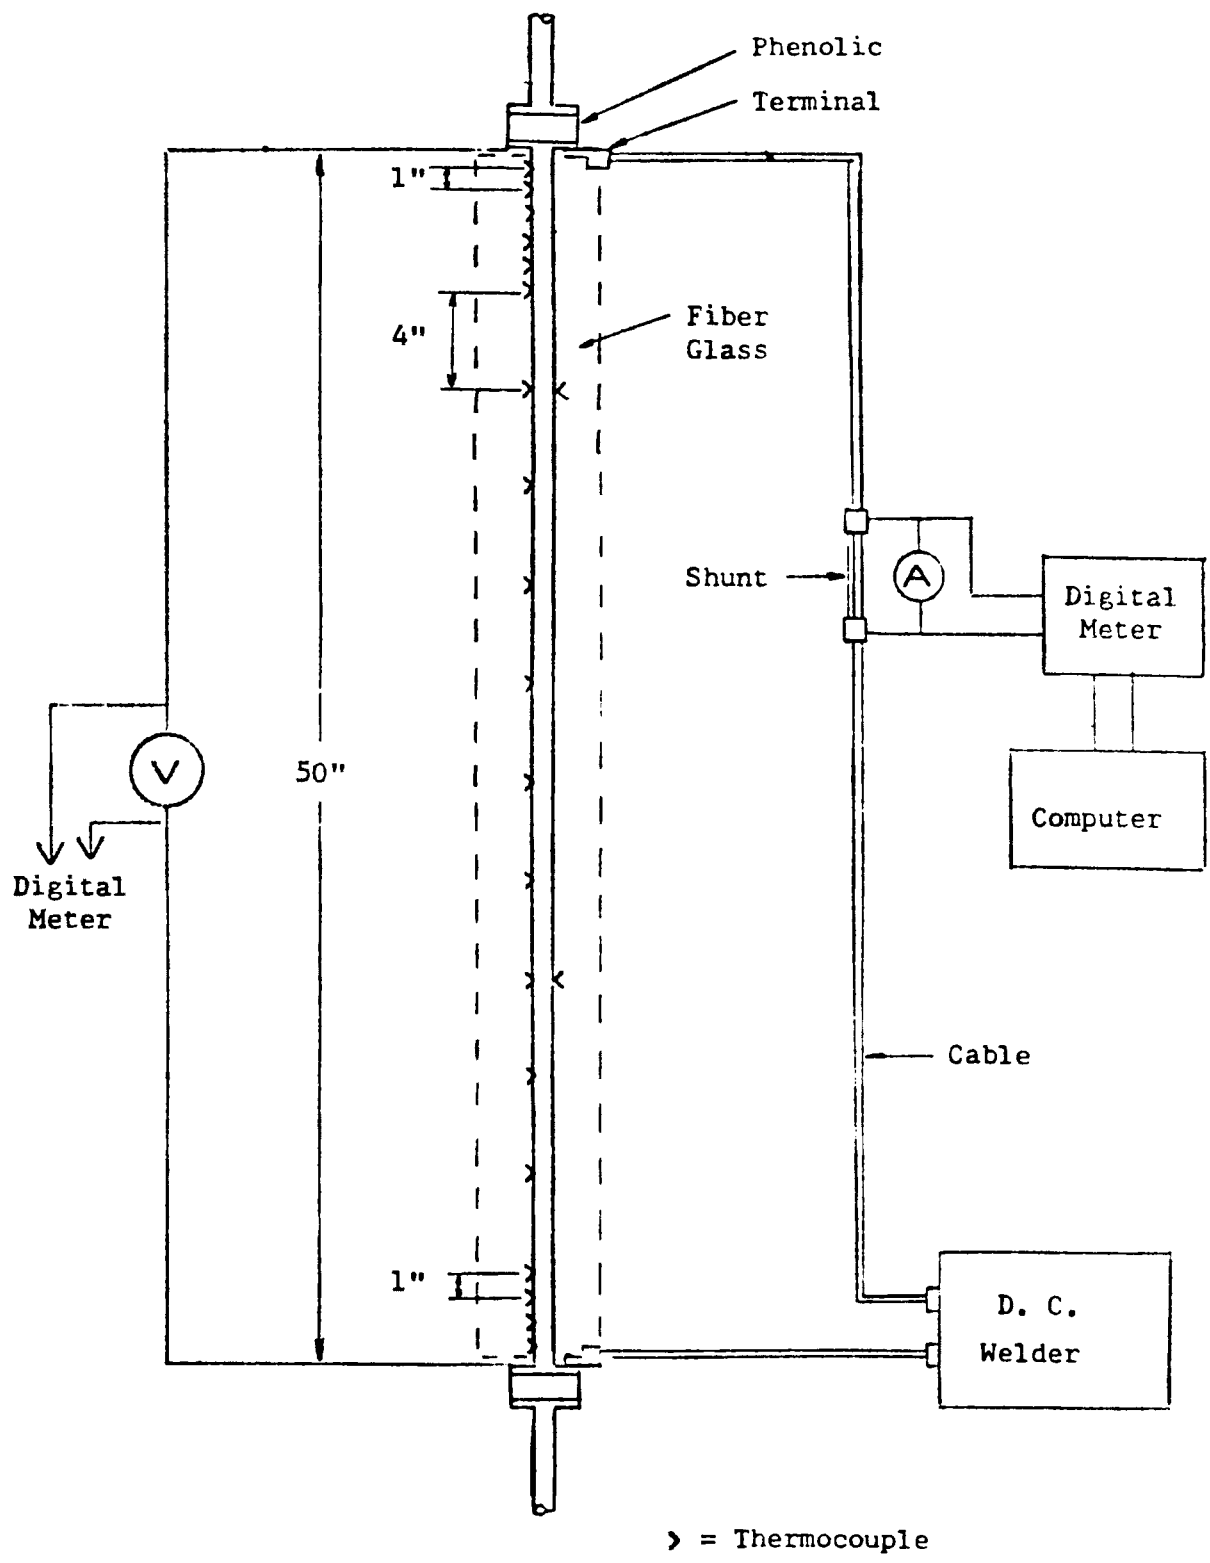 Phenolic
Terminal
1"
4"
Fiber
Glass
Shunt
A
Digital
Meter
V
50"
Computer
Digital
Meter
Cable
1"
D. C.
Welder
> = Thermocouple